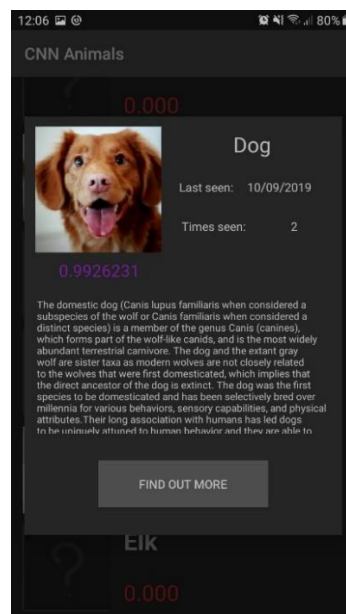 12:06 80%
CNN Animals
0.000
Dog
Last seen: 10/09/2019
Times seen: 2
0.9926231
The domestic dog (Canis lupus familiaris when considered a
subspecies of the wolf or Canis familiaris when considered a
distinct species) is a member of the genus Canis (canines),
which forms part of the wolf-like canids, and is the most widely
abundant terrestrial carnivore. The dog and the extant gray
wolf are sister taxa as modern wolves are not closely related
to the wolves that were first domesticated, which implies that
the direct ancestor of the dog is extinct. The dog was the first
species to be domesticated and has been selectively bred over
millennia for various behaviors, sensory capabilities, and physical
attributes.Their long association with humans has led dogs
to be uniquely attuned to human behavior and they are able to
FIND OUT MORE
Elk
?
0.000